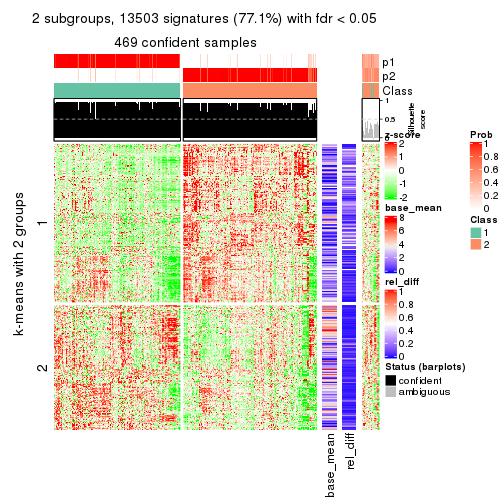 2 subgroups, 13503 signatures (77.1%) with fdr < 0.05
469 confident samples
p1
p2
Class
1
0.5
0
Silhouette
score
k-means with 2 groups
1
2
base_mean
rel_diff
z-score
2
1
0
-1
-2
base_mean
8
6
4
2
0
rel_diff
1
0.8
0.6
0.4
0.2
0
Status (barplots)
confident
ambiguous
Prob
1
0.8
0.6
0.4
0.2
0
Class
1
2